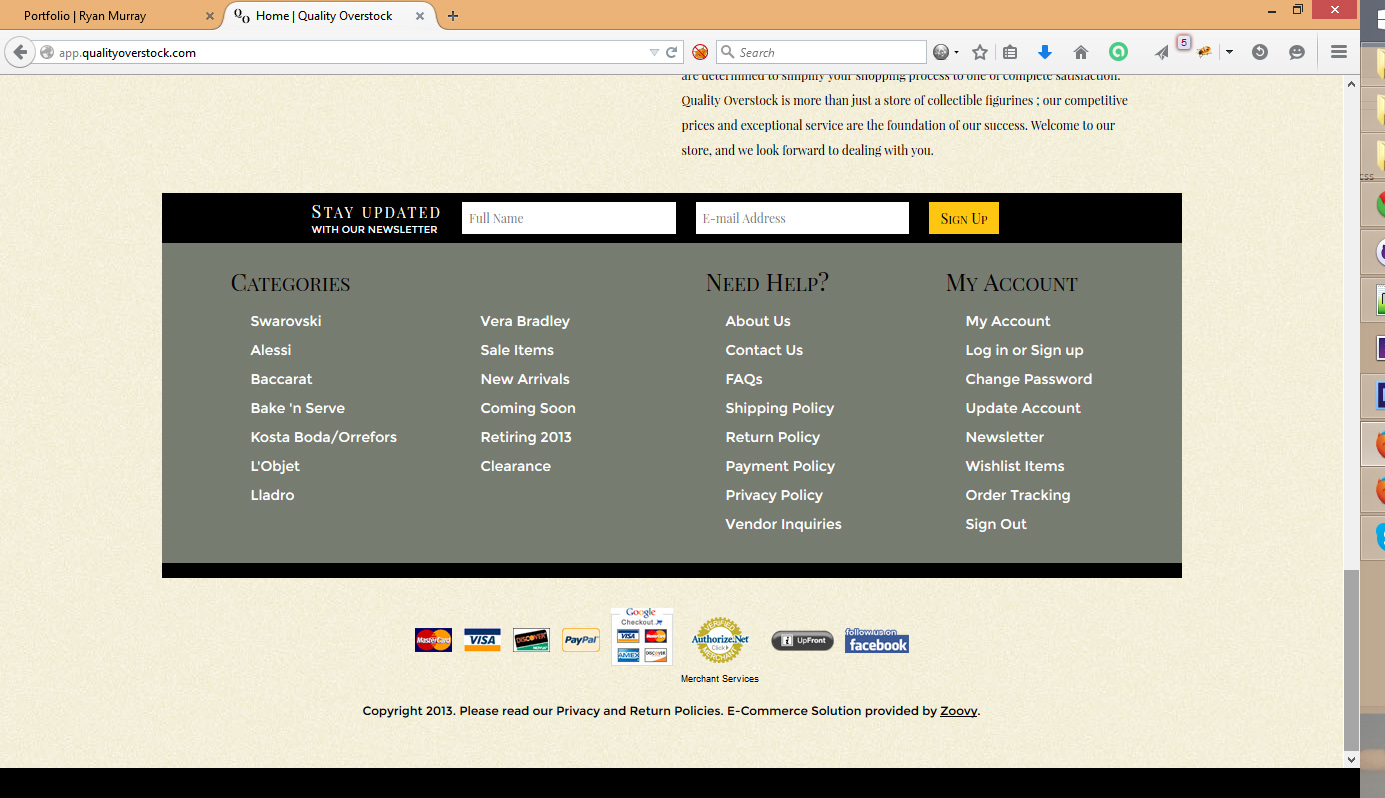 Portfolio | Ryan Murray
Home | Quality Overstock
app.qualityoverstock.com
Search
5
are determined to simplify your shopping process to one of complete satisfaction.
Quality Overstock is more than just a store of collectible figurines ; our competitive
prices and exceptional service are the foundation of our success. Welcome to our
store, and we look forward to dealing with you.
css
Stay updated
WITH OUR NEWSLETTER
Full Name
E-mail Address
Sign Up
Categories
Swarovski
Alessi
Baccarat
Bake 'n Serve
Kosta Boda/Orrefors
L'Objet
Lladro
Vera Bradley
Sale Items
New Arrivals
Coming Soon
Retiring 2013
Clearance
Need Help?
About Us
Contact Us
FAQs
Shipping Policy
Return Policy
Payment Policy
Privacy Policy
Vendor Inquiries
My Account
My Account
Log in or Sign up
Change Password
Update Account
Newsletter
Wishlist Items
Order Tracking
Sign Out
MasterCard
VISA
DISCOVER
PayPal
Google
Checkout
VISA
MasterCard
AMEX
DISCOVER
VERIFIED
Authorize.Net
Click
MERCHANT
Merchant Services
i UpFront
follow us on
facebook
Copyright 2013. Please read our Privacy and Return Policies. E-Commerce Solution provided by Zoovy.